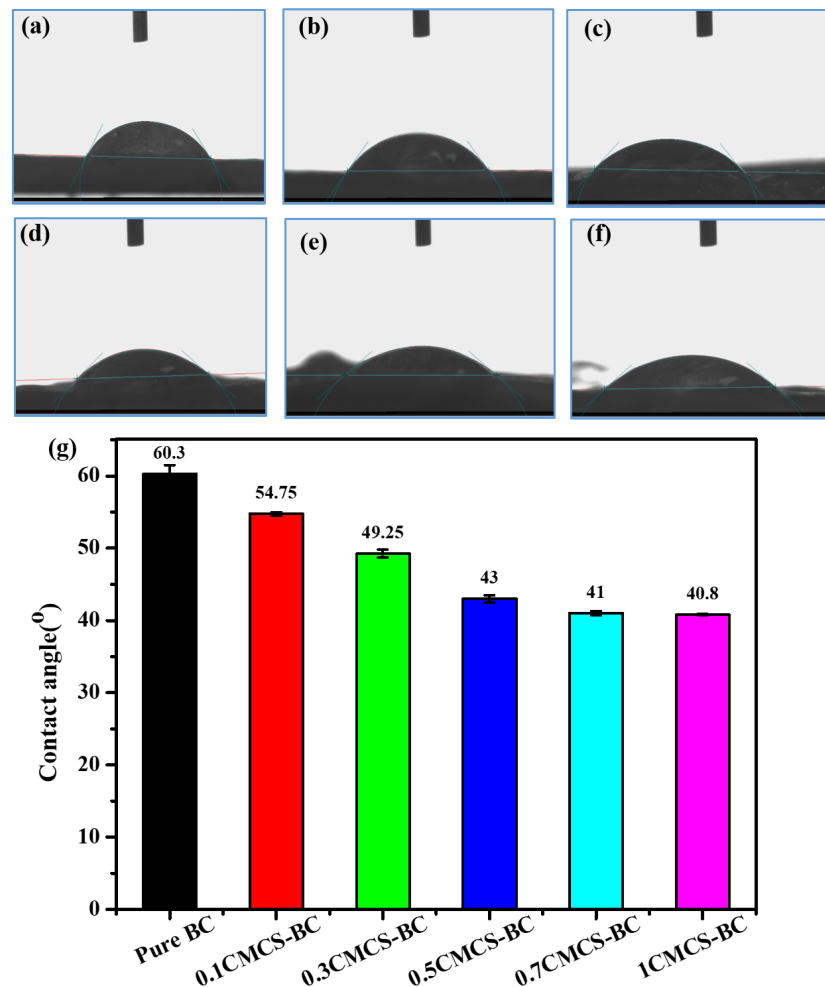 (a)
(b)
(c)
(d)
(e)
(f)
(g)
60.3
54.75
49.25
43
41
40.8
Contact angle(°)
60
50
40
30
20
10
0
Pure BC
0.1CMCS-BC
0.3CMCS-BC
0.5CMCS-BC
0.7CMCS-BC
1CMCS-BC